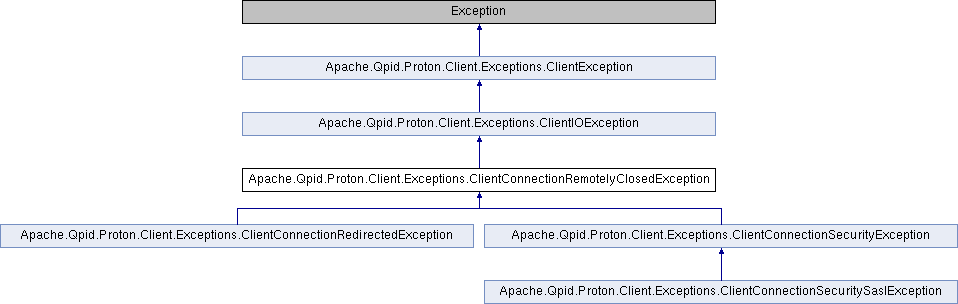 Exception
Apache.Qpid.Proton.Client.Exceptions.ClientException
Apache.Qpid.Proton.Client.Exceptions.ClientIOException
Apache.Qpid.Proton.Client.Exceptions.ClientConnectionRemotelyClosedException
Apache.Qpid.Proton.Client.Exceptions.ClientConnectionRedirectedException
Apache.Qpid.Proton.Client.Exceptions.ClientConnectionSecurityException
Apache.Qpid.Proton.Client.Exceptions.ClientConnectionSecuritySaslException